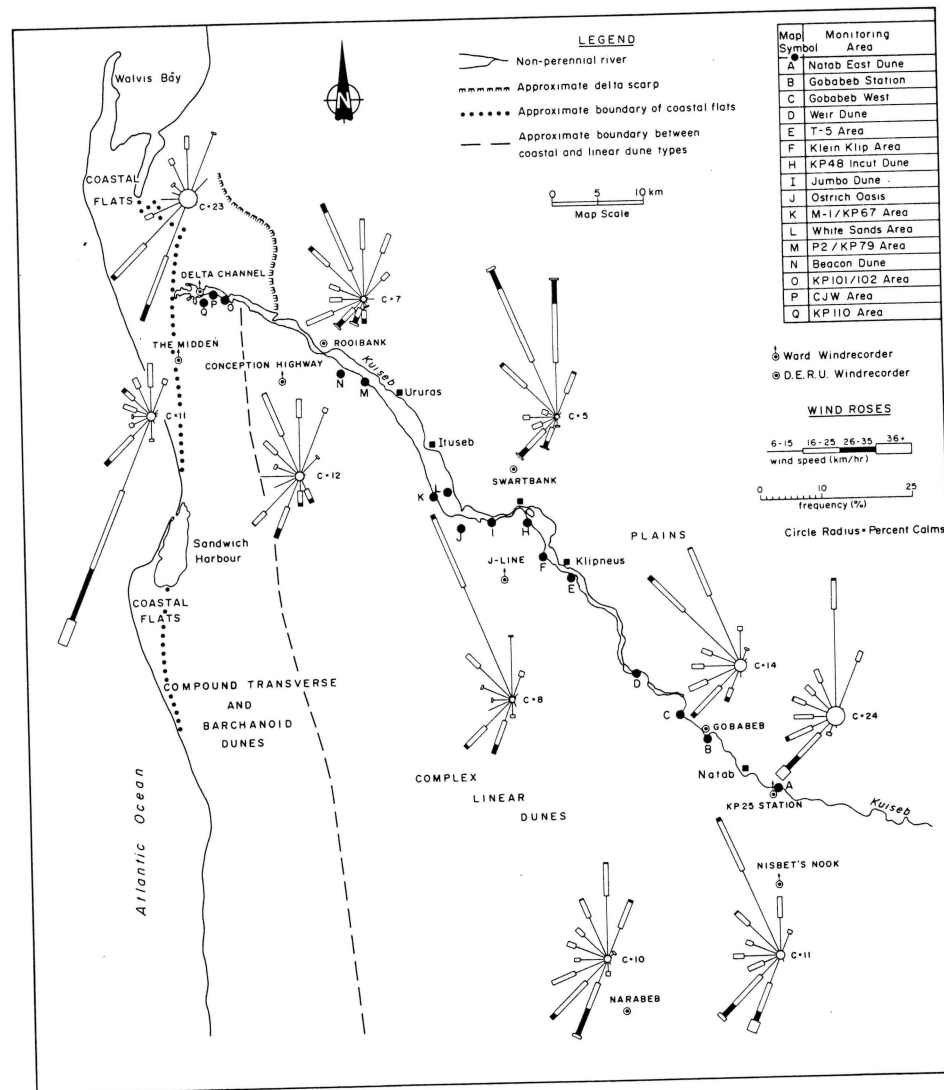 LEGEND
Non-perennial river
Approximate delta scarp
Approximate boundary of coastal flats
Approximate boundary between
coastal and linear dune types
0 5 10 km
Map Scale
N
Map Symbol Monitoring Area
A Natab East Dune
B Gobabeb Station
C Gobabeb West
D Weir Dune
E T-5 Area
F Klein Klip Area
H KP48 Incut Dune
I Jumbo Dune
J Ostrich Oasis
K M-1/KP67 Area
L White Sands Area
M P2/KP79 Area
N Beacon Dune
O KP101/102 Area
P CJW Area
Q KP110 Area
Ward Windrecorder
D.E.R.U. Windrecorder
WIND ROSES
6-15 16-25 26-35 36+
wind speed (km/hr)
0 10 25
frequency (%)
Circle Radius = Percent Calms
Walvis Bay
COASTAL
FLATS
C=23
DELTA CHANNEL
Q P O
C=7
ROOIBANK
Kuiseb
THE MIDDEN
CONCEPTION HIGHWAY
N
M
Ururas
C=11
Ituseb
C=5
C=12
SWARTBANK
K
L
J
I
H
PLAINS
Sandwich
Harbour
J-LINE
F
Klipneus
E
COASTAL
FLATS
C=14
D
COMPOUND TRANSVERSE
AND
BARCHANOID
DUNES
C=8
C
GOBABEB
C=24
B
Natab
A
KP25 STATION
Kuiseb
COMPLEX
LINEAR
DUNES
Atlantic Ocean
NISBET'S NOOK
C=10
C=11
NARABEB